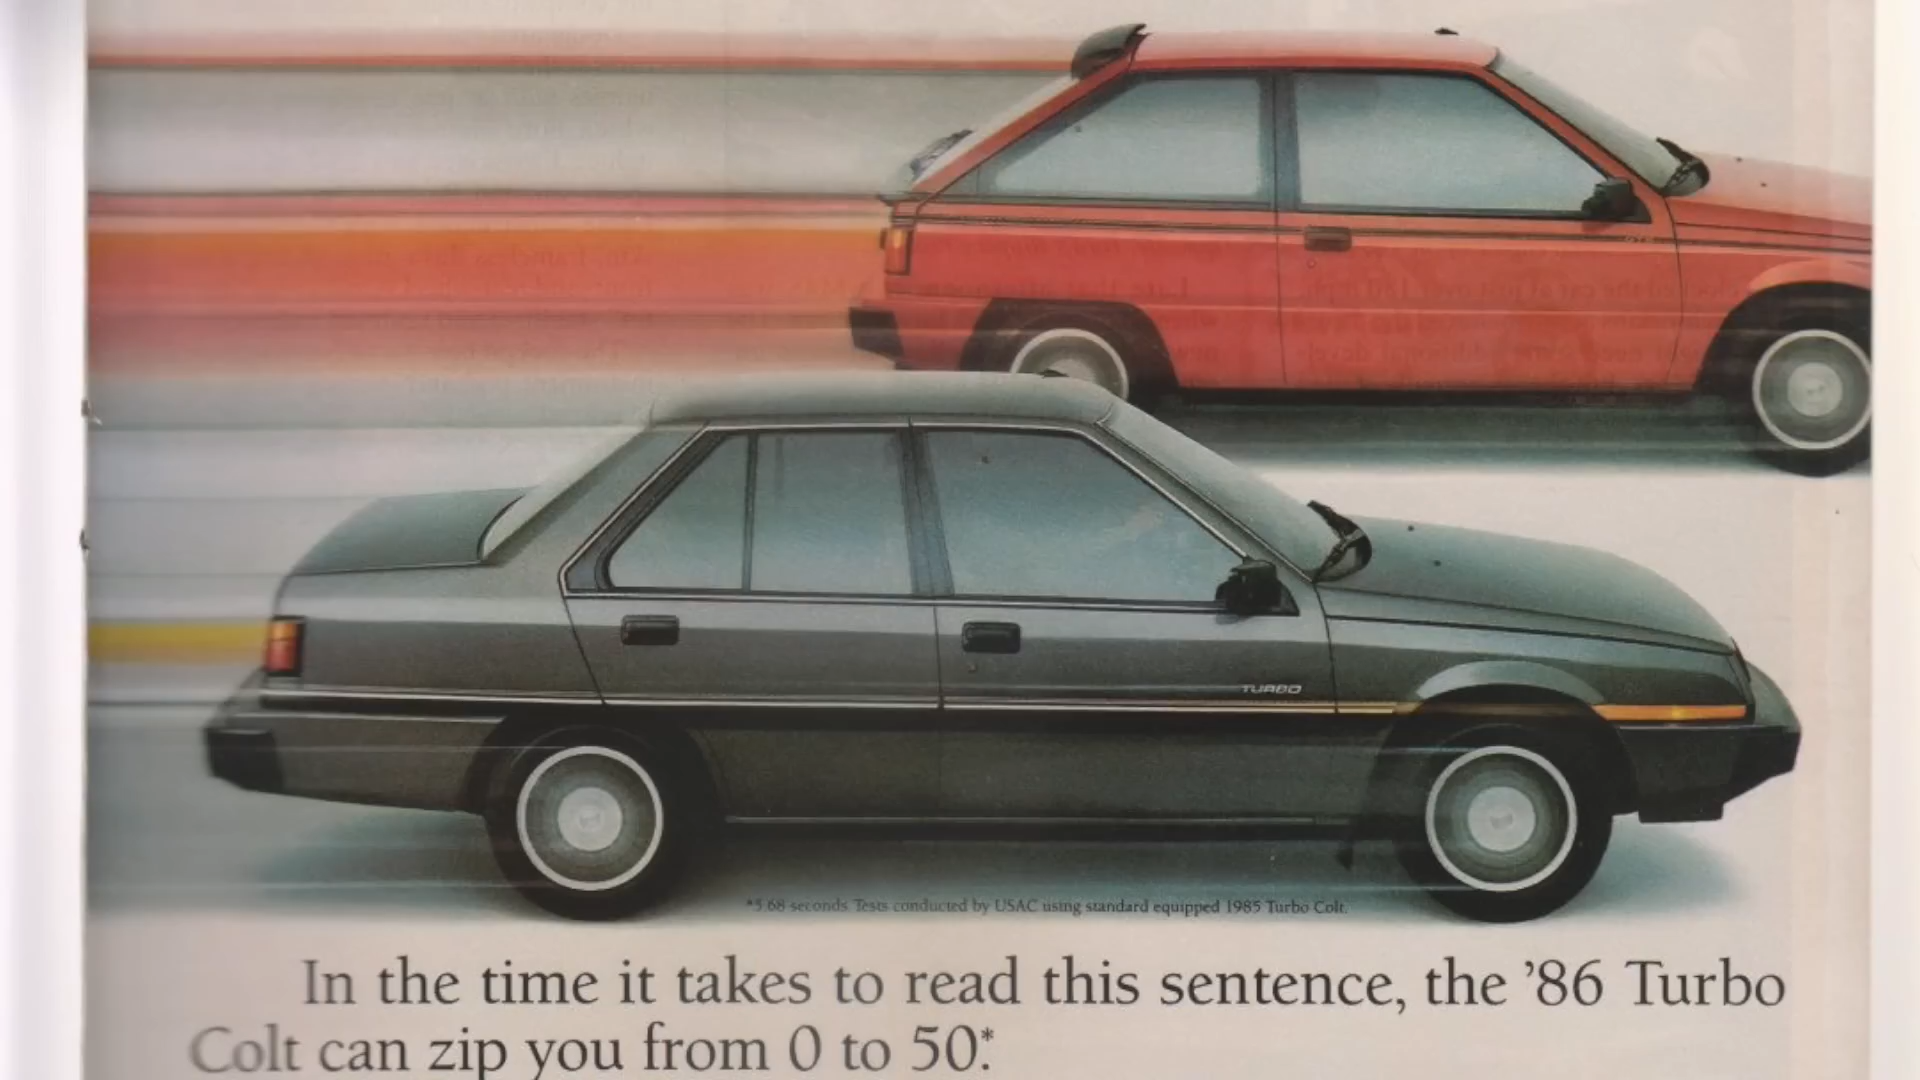 TURBO
*5.68 seconds. Tests conducted by USAC using standard equipped 1985 Turbo Colt.
In the time it takes to read this sentence, the ’86 Turbo
Colt can zip you from 0 to 50.*